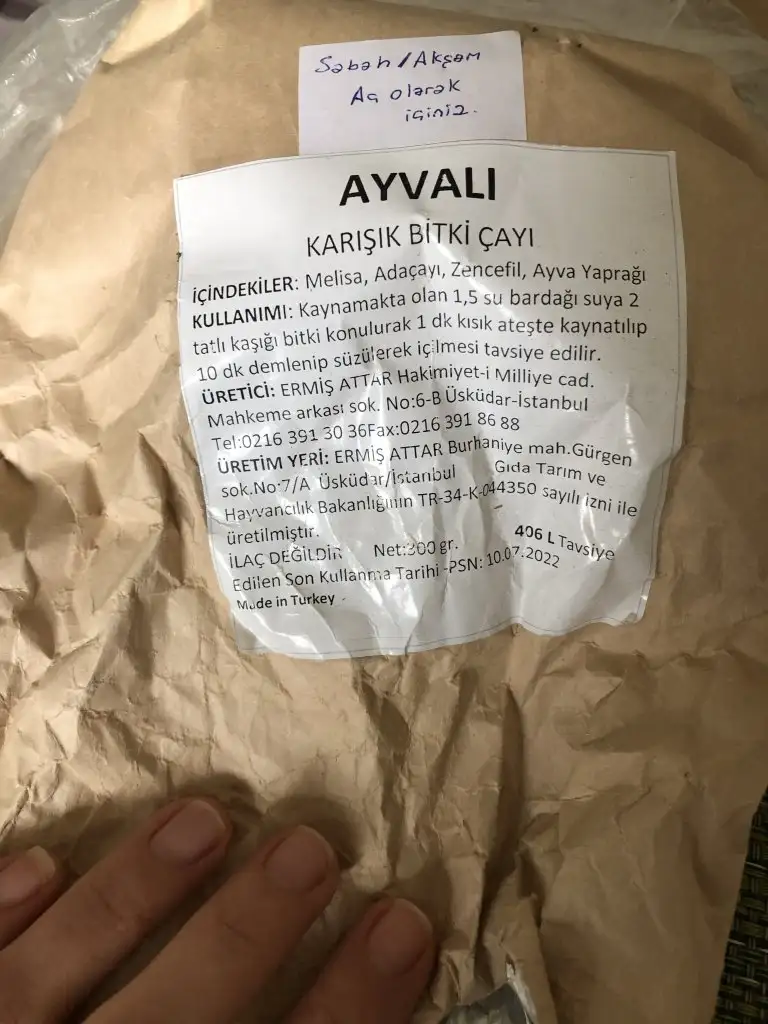 Sabah / Akşam
Aç olarak
içiniz.
AYVALI
KARIŞIK BİTKİ ÇAYI
İÇİNDEKİLER: Melisa, Adaçayı, Zencefil, Ayva Yaprağı
KULLANIMI: Kaynamakta olan 1,5 su bardağı suya 2
tatlı kaşığı bitki konulurak 1 dk kısık ateşte kaynatılıp
10 dk demlenip süzülerek içilmesi tavsiye edilir.
ÜRETİCİ: ERMİŞ ATTAR Hakimiyet-i Milliye cad.
Mahkeme arkası sok. No:6-B Üsküdar-İstanbul
Tel:0216 391 30 36Fax:0216 391 86 88
ÜRETİM YERİ: ERMİŞ ATTAR Burhaniye mah.Gürgen
sok.No:7/A Üsküdar/İstanbul Gıda Tarım ve
Hayvancılık Bakanlığının TR-34-K-044350 sayılı izni ile
üretilmiştir.
İLAÇ DEĞİLDİR Net:300 gr. 406 L Tavsiye
Edilen Son Kullanma Tarihi -PSN: 10.07.2022
Made in Turkey